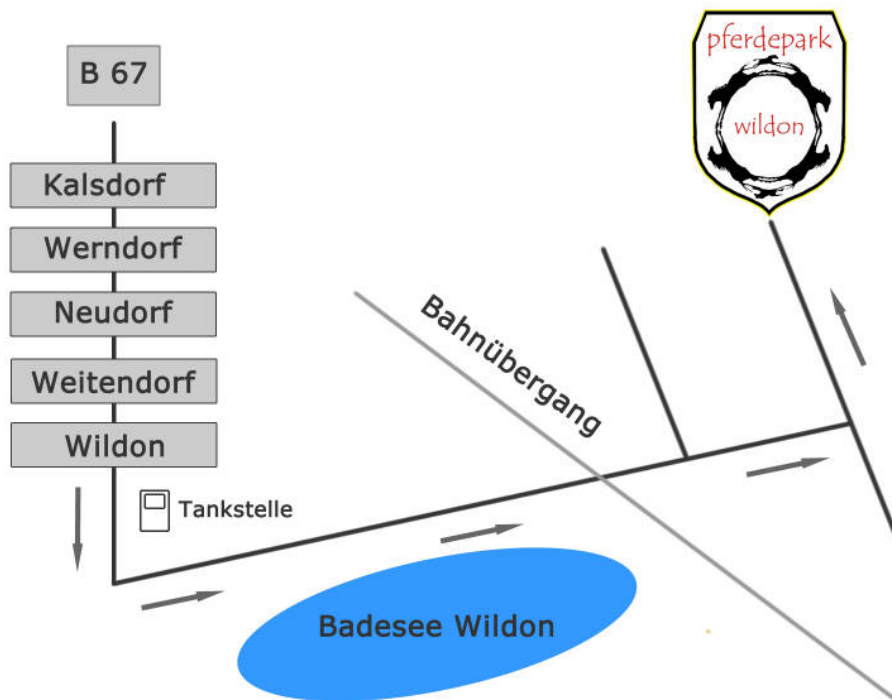 B 67
Kalsdorf
Werndorf
Neudorf
Weitendorf
Wildon
Tankstelle
Bahnübergang
Badesee Wildon
pferdepark
wildon